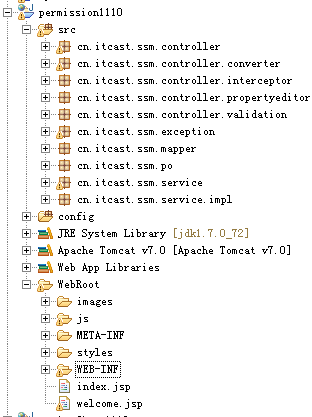 permission1110
src
cn.itcast.ssm.controller
cn.itcast.ssm.controller.converter
cn.itcast.ssm.controller.interceptor
cn.itcast.ssm.controller.propertyeditor
cn.itcast.ssm.controller.validation
cn.itcast.ssm.exception
cn.itcast.ssm.mapper
cn.itcast.ssm.po
cn.itcast.ssm.service
cn.itcast.ssm.service.impl
config
JRE System Library [jdk1.7.0_72]
Apache Tomcat v7.0 [Apache Tomcat v7.0]
Web App Libraries
WebRoot
images
js
META-INF
styles
WEB-INF
index.jsp
welcome.jsp